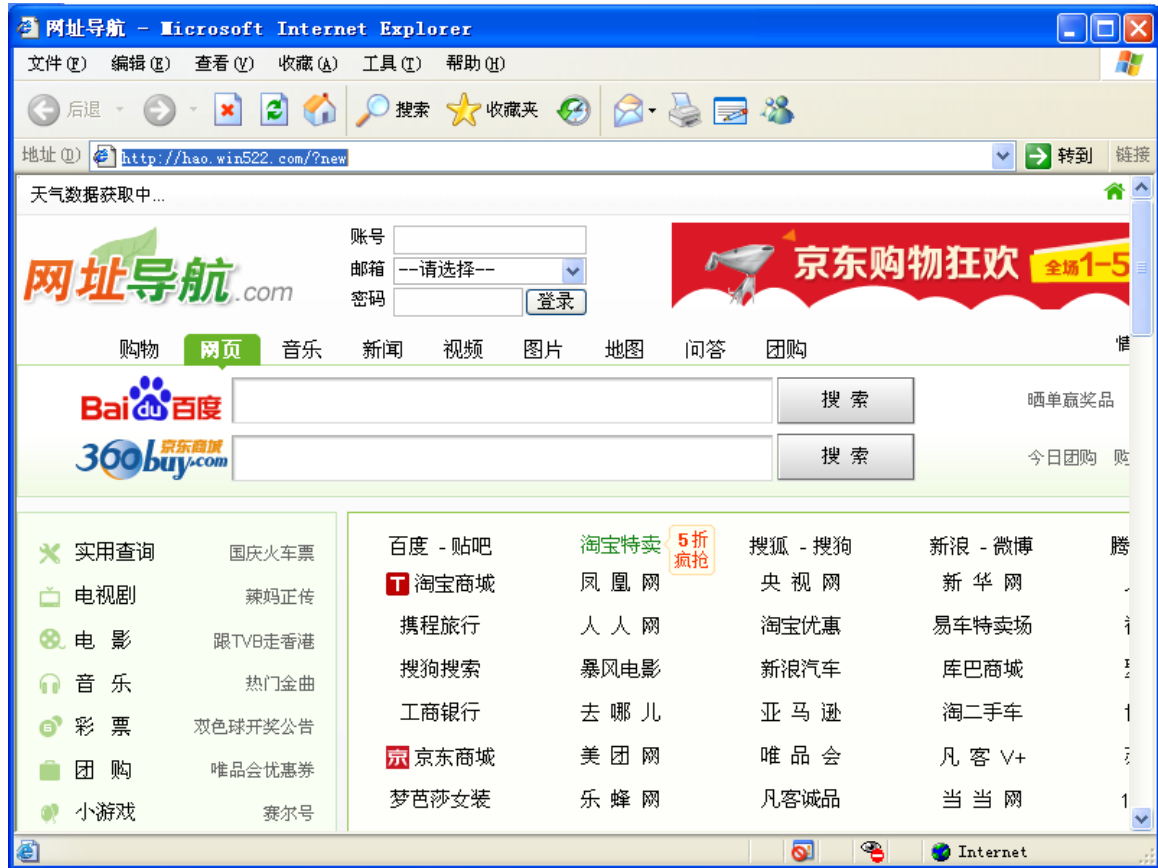 网址导航 - Microsoft Internet Explorer
文件(F) 编辑(E) 查看(V) 收藏(A) 工具(T) 帮助(H)
后退 搜索 收藏夹
地址(D) http://hao.win522.com/?new 转到 链接
天气数据获取中...
网址导航.com
账号
邮箱 --请选择--
密码 登录
京东购物狂欢 全场1-5
购物 网页 音乐 新闻 视频 图片 地图 问答 团购 情
Bai du 百度 搜 索 晒单赢奖品
360buy.com 京东商城 搜 索 今日团购 购
实用查询 国庆火车票
电视剧 辣妈正传
电 影 跟TVB走香港
音 乐 热门金曲
彩 票 双色球开奖公告
团 购 唯品会优惠券
小游戏 赛尔号
百度 - 贴吧 淘宝特卖 5折疯抢 搜狐 - 搜狗 新浪 - 微博 腾
T 淘宝商城 凤 凰 网 央 视 网 新 华 网
携程旅行 人 人 网 淘宝优惠 易车特卖场
搜狗搜索 暴风电影 新浪汽车 库巴商城
工商银行 去 哪 儿 亚 马 逊 淘二手车
京 京东商城 美 团 网 唯 品 会 凡 客 V+
梦芭莎女装 乐 蜂 网 凡客诚品 当 当 网 1
Internet